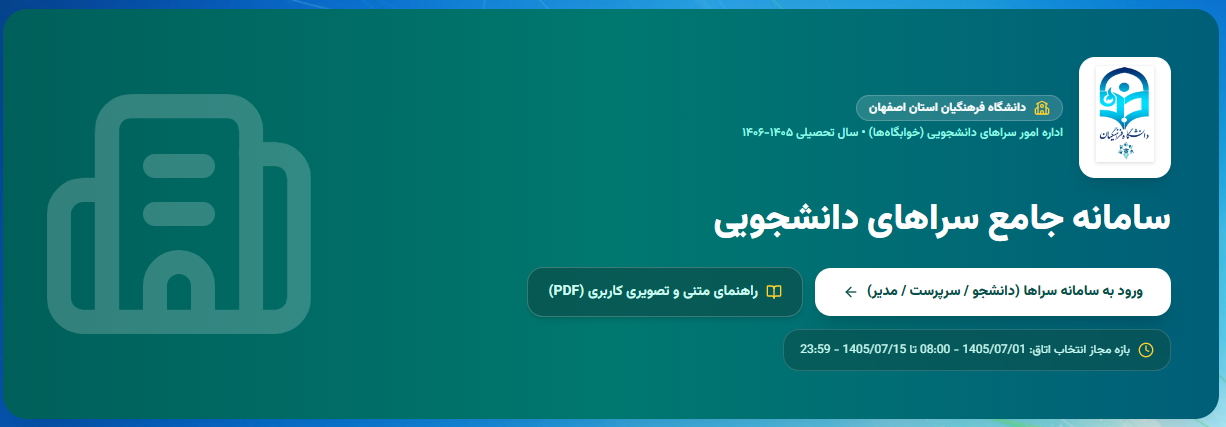 دانشگاه فرهنگیان
دانشگاه فرهنگیان استان اصفهان
اداره امور سراهای دانشجویی (خوابگاه‌ها) • سال تحصیلی ۱۴۰۵-۱۴۰۶
سامانه جامع سراهای دانشجویی
ورود به سامانه سراها (دانشجو / سرپرست / مدیر) ←
راهنمای متنی و تصویری کاربری (PDF)
بازه مجاز انتخاب اتاق: 1405/07/01 - 08:00 تا 1405/07/15 - 23:59